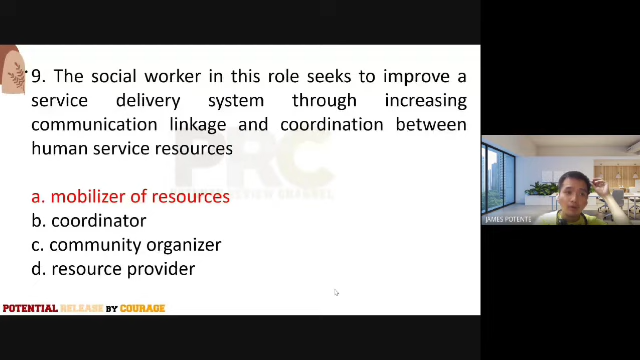 9. The social worker in this role seeks to improve a
service delivery system through increasing
communication linkage and coordination between
human service resources
PRC
a. mobilizer of resources
b. coordinator
c. community organizer
d. resource provider
JAMES POTENTE
POTENTIAL RELEASE BY COURAGE